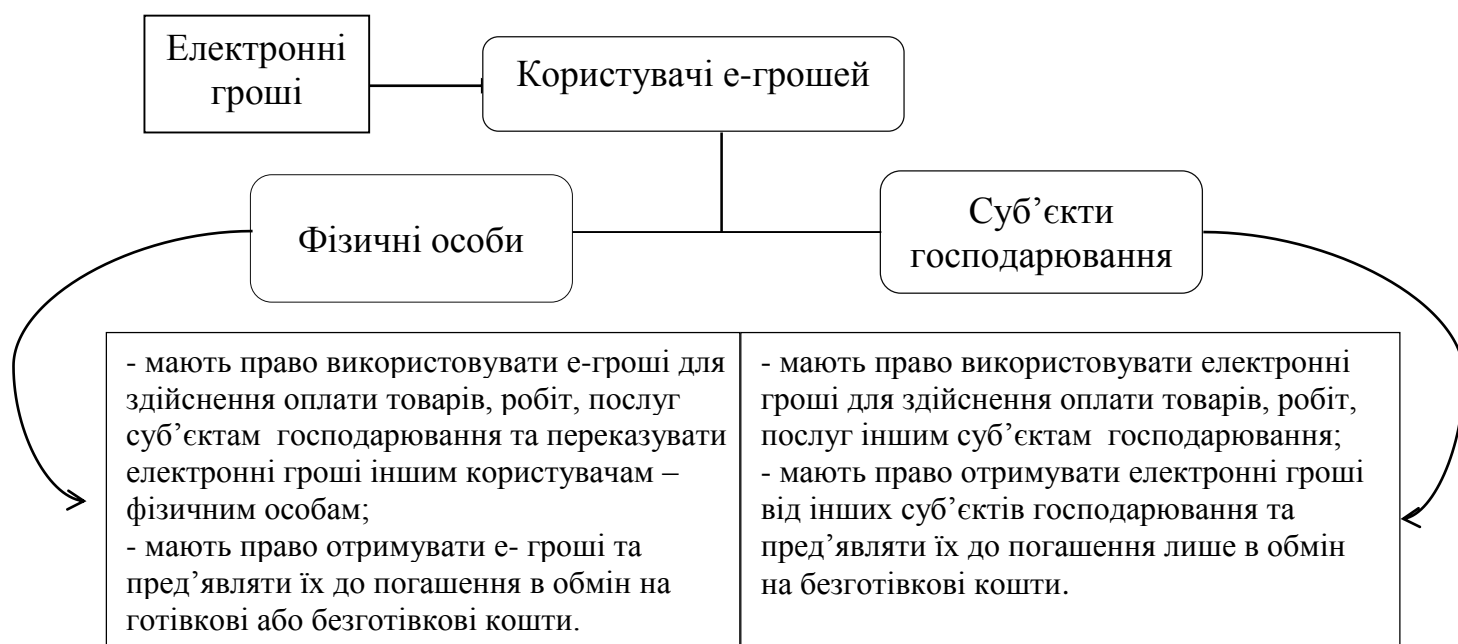 Електронні
гроші
Користувачі е-грошей
Фізичні особи
Суб’єкти
господарювання
- мають право використовувати е-гроші для
здійснення оплати товарів, робіт, послуг
суб’єктам господарювання та переказувати
електронні гроші іншим користувачам –
фізичним особам;
- мають право отримувати е- гроші та
пред’являти їх до погашення в обмін на
готівкові або безготівкові кошти.
- мають право використовувати електронні
гроші для здійснення оплати товарів, робіт,
послуг іншим суб’єктам господарювання;
- мають право отримувати електронні гроші
від інших суб’єктів господарювання та
пред’являти їх до погашення лише в обмін
на безготівкові кошти.